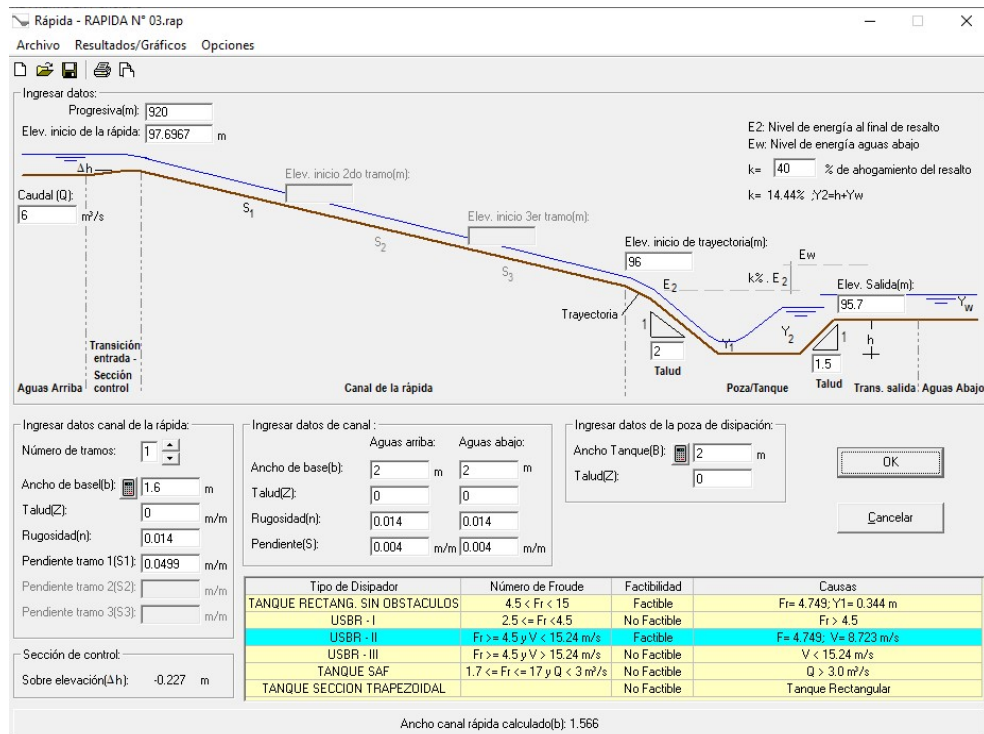 Rápida - RAPIDA N° 03.rap
Archivo Resultados/Gráficos Opciones
Ingresar datos:
Progresiva(m): 920
Elev. inicio de la rápida: 97.6967 m
Δh
Caudal (Q):
6 m³/s
Elev. inicio 2do tramo(m):
S1
S2
Elev. inicio 3er tramo(m):
S3
E2: Nivel de energía al final de resalto
Ew: Nivel de energía aguas abajo
k= 40 % de ahogamiento del resalto
k= 14.44% ;Y2=h+Yw
Elev. inicio de trayectoria(m):
96
Ew
E2
k% . E2
Elev. Salida(m):
95.7
Yw
Trayectoria
1
2
Talud
Y1
Y2
1
1.5
Talud
h
Transición entrada - Sección control
Aguas Arriba
Canal de la rápida
Poza/Tanque
Trans. salida
Aguas Abajo
Ingresar datos canal de la rápida:
Número de tramos: 1
Ancho de basel(b): 1.6 m
Talud(Z): 0 m/m
Rugosidad(n): 0.014
Pendiente tramo 1(S1): 0.0499 m/m
Pendiente tramo 2(S2): m/m
Pendiente tramo 3(S3): m/m
Sección de control:
Sobre elevación(Δh): -0.227 m
Ingresar datos de canal :
Aguas arriba: Aguas abajo:
Ancho de base(b): 2 m 2 m
Talud(Z): 0 0
Rugosidad(n): 0.014 0.014
Pendiente(S): 0.004 m/m 0.004 m/m
Ingresar datos de la poza de disipación:
Ancho Tanque(B): 2 m
Talud(Z): 0
OK
Cancelar
Tipo de Disipador Número de Froude Factibilidad Causas
TANQUE RECTANG. SIN OBSTACULOS 4.5 < Fr < 15 Factible Fr= 4.749; Y1= 0.344 m
USBR - I 2.5 <= Fr <4.5 No Factible Fr > 4.5
USBR - II Fr >= 4.5 y V < 15.24 m/s Factible F= 4.749; V= 8.723 m/s
USBR - III Fr >= 4.5 y V > 15.24 m/s No Factible V < 15.24 m/s
TANQUE SAF 1.7 <= Fr <= 17 y Q < 3 m³/s No Factible Q > 3.0 m³/s
TANQUE SECCION TRAPEZOIDAL No Factible Tanque Rectangular
Ancho canal rápida calculado(b): 1.566